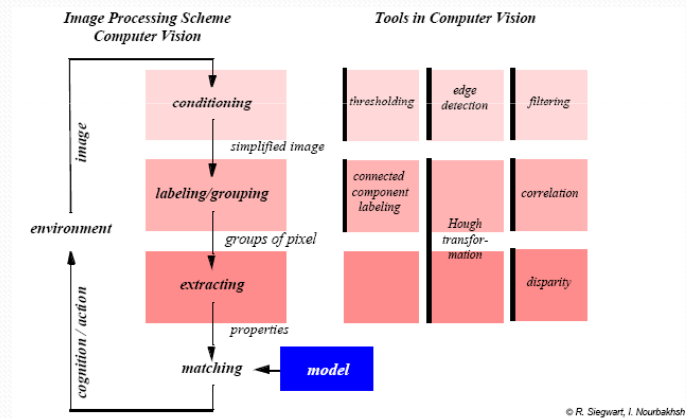 Image Processing Scheme
Computer Vision
Tools in Computer Vision
conditioning
thresholding
edge
detection
filtering
image
simplified image
labeling/grouping
connected
component
labeling
correlation
environment
groups of pixel
Hough
transfor-
mation
extracting
disparity
properties
cognition / action
matching
model
© R. Siegwart, I. Nourbakhsh